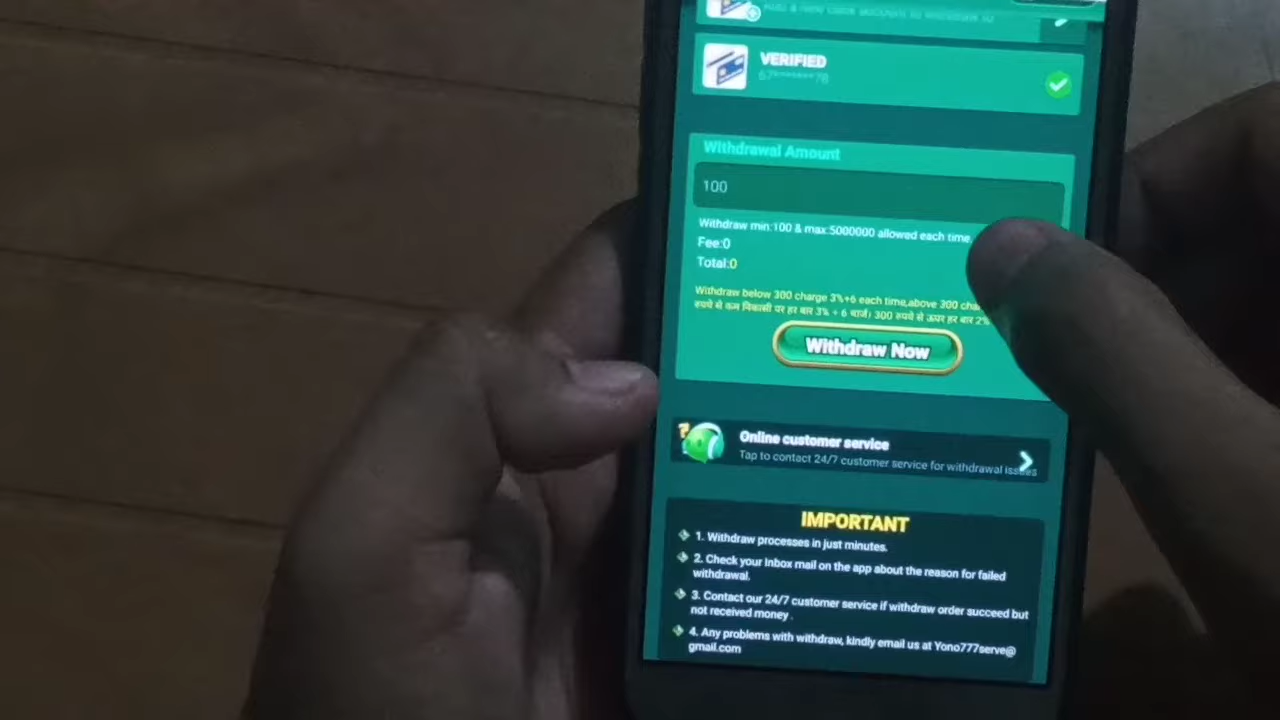 VERIFIED
67*******78
Withdrawal Amount
100
Withdraw min:100 & max:5000000 allowed each time
Fee:0
Total:0
Withdraw below 300 charge 3%+6 each time,above 300
रुपये से कम निकासी पर हर बार 3% + 6 चार्ज। 300 रुपये से ऊपर हर बार 2%
Withdraw Now
Online customer service
Tap to contact 24/7 customer service for withdrawal issues
IMPORTANT
1. Withdraw processes in just minutes.
2. Check your Inbox mail on the app about the reason for failed
withdrawal.
3. Contact our 24/7 customer service if withdraw order succeed but
not received money .
4. Any problems with withdraw, kindly email us at Yono777serve@
gmail.com